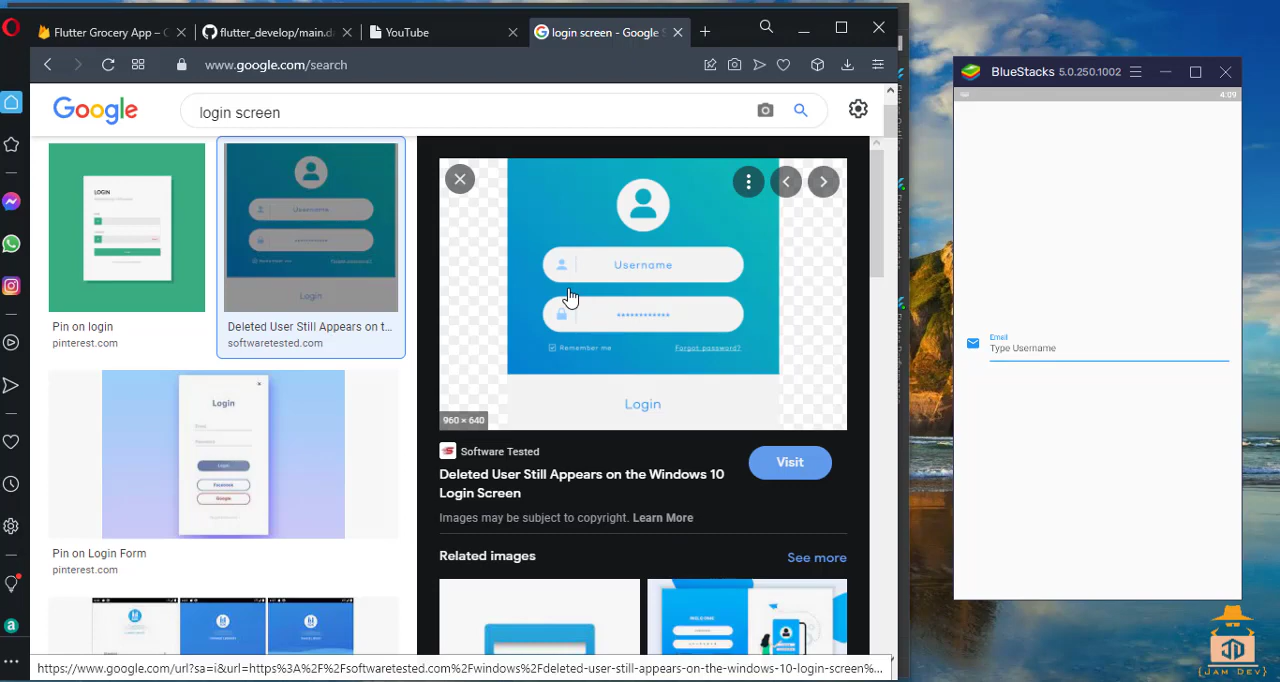 Flutter Grocery App – C
flutter_develop/main.d
YouTube
login screen - Google S
www.google.com/search
Google
login screen
LOGIN
Pin on login
pinterest.com
Username
Login
Deleted User Still Appears on t...
softwaretested.com
Login
Login
Facebook
Google
Pin on Login Form
pinterest.com
Username
************
Remember me
Forgot password?
Login
960 × 640
Software Tested
Deleted User Still Appears on the Windows 10
Login Screen
Visit
Images may be subject to copyright. Learn More
Related images
See more
WELCOME
https://www.google.com/url?sa=i&url=https%3A%2F%2Fsoftwaretested.com%2Fwindows%2Fdeleted-user-still-appears-on-the-windows-10-login-screen%...
BlueStacks 5.0.250.1002
4:09
Email
Type Username
JD
{JAM DEV}